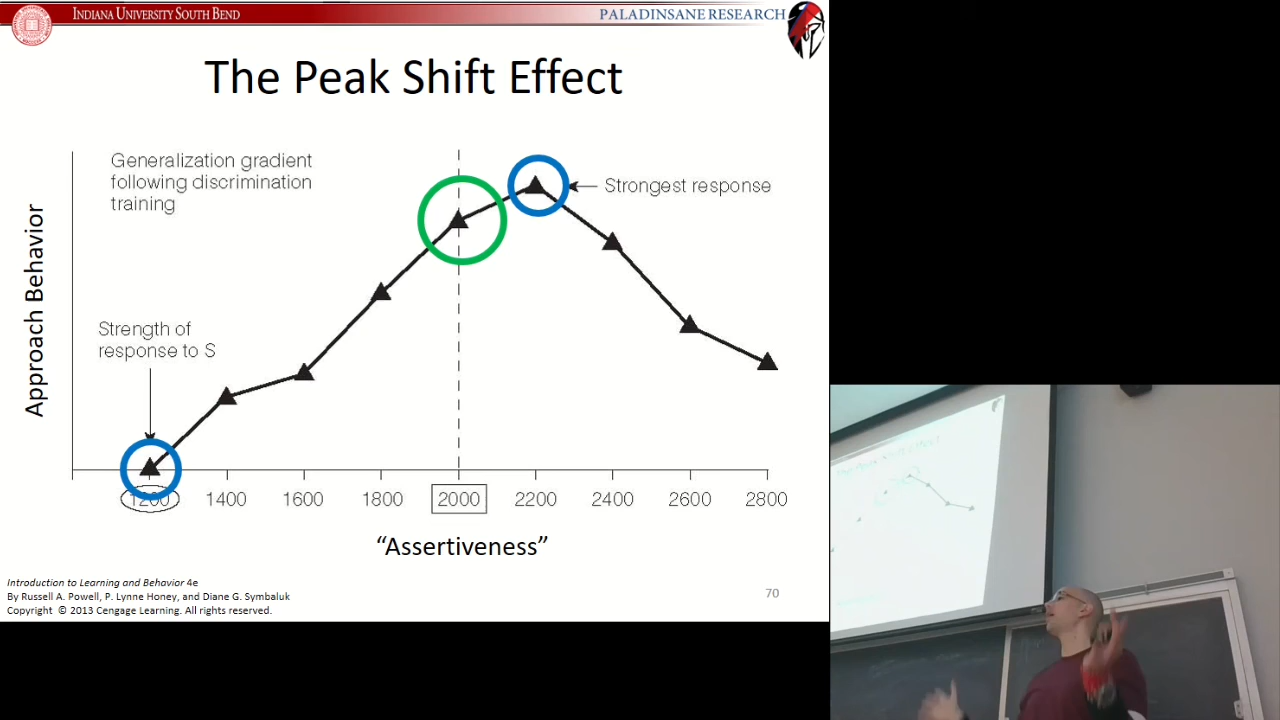 INDIANA UNIVERSITY SOUTH BEND
PALADINSANE RESEARCH
The Peak Shift Effect
Generalization gradient
following discrimination
training
Strongest response
Approach Behavior
Strength of
response to S
1200 1400 1600 1800 2000 2200 2400 2600 2800
“Assertiveness”
Introduction to Learning and Behavior 4e
By Russell A. Powell, P. Lynne Honey, and Diane G. Symbaluk
Copyright © 2013 Cengage Learning. All rights reserved.
70